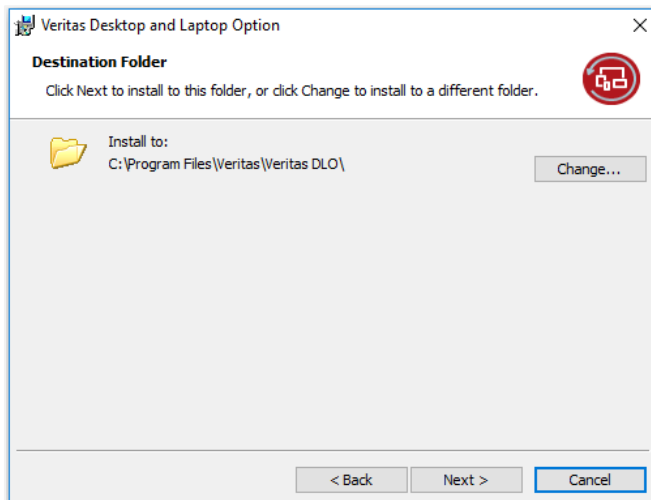 Veritas Desktop and Laptop Option
Destination Folder
Click Next to install to this folder, or click Change to install to a different folder.
Install to:
C:\Program Files\Veritas\Veritas DLO\
Change...
< Back
Next >
Cancel